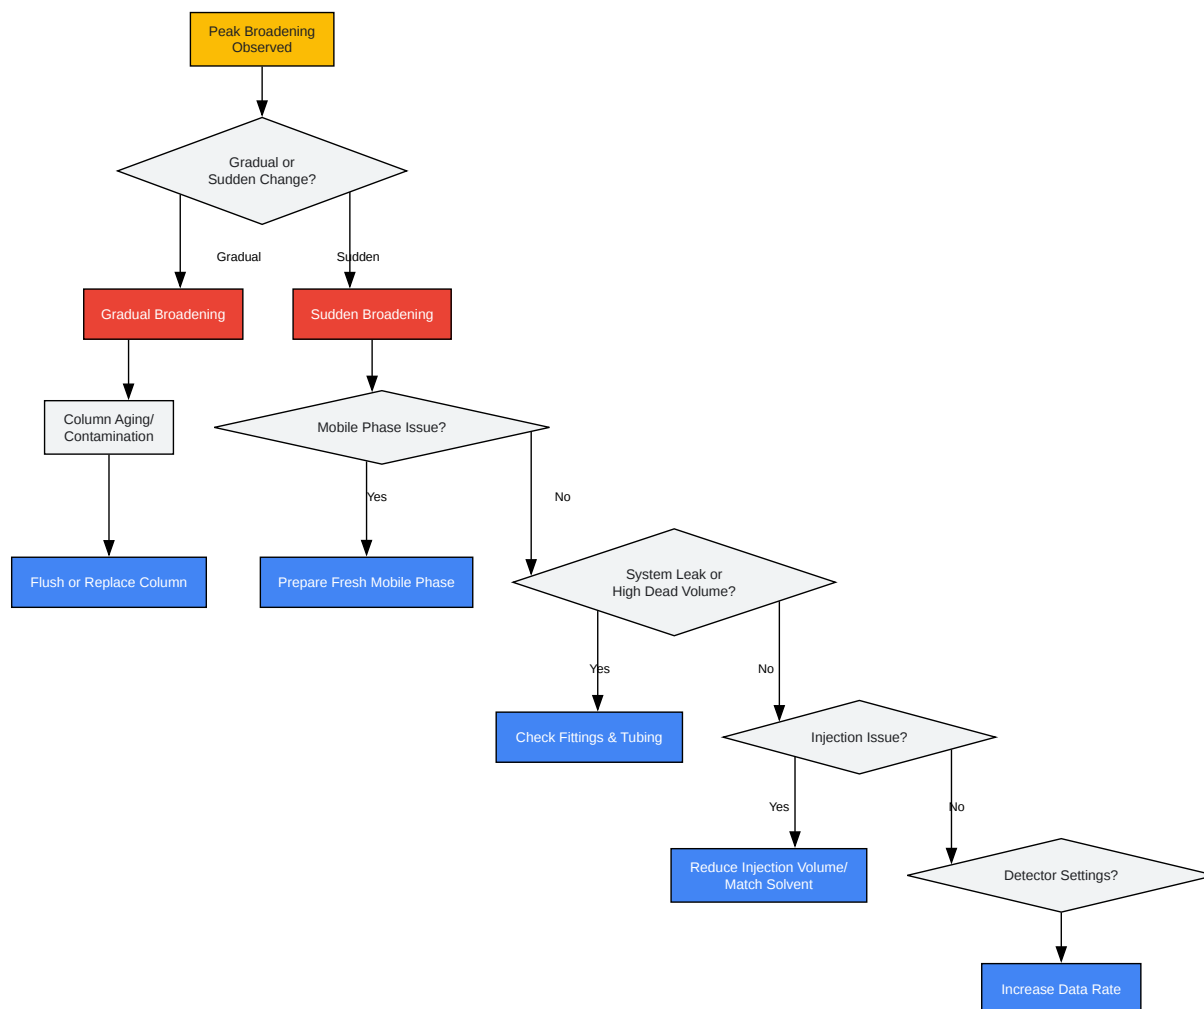 Peak Broadening
Observed
Gradual or
Sudden Change?
Gradual
Sudden
Gradual Broadening
Sudden Broadening
Column Aging/
Contamination
Mobile Phase Issue?
Yes
No
Flush or Replace Column
Prepare Fresh Mobile Phase
System Leak or
High Dead Volume?
Yes
No
Check Fittings & Tubing
Injection Issue?
Yes
No
Reduce Injection Volume/
Match Solvent
Detector Settings?
Increase Data Rate